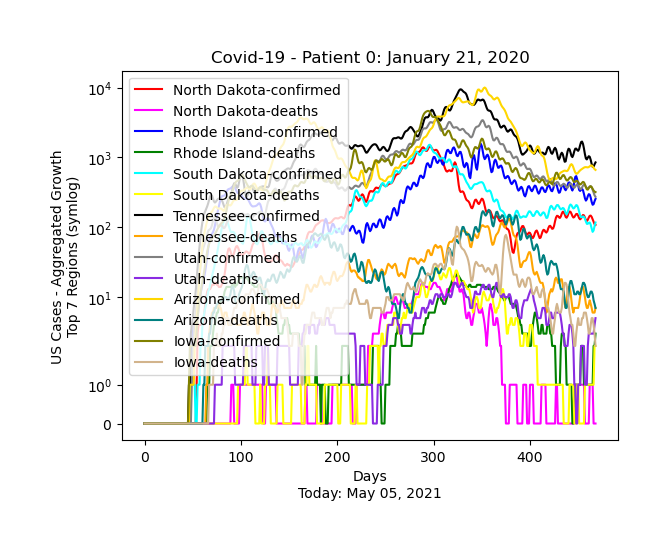 Covid-19 - Patient 0: January 21, 2020
US Cases - Aggregated Growth
Top 7 Regions (symlog)
10⁴
10³
10²
10¹
10⁰
0
North Dakota-confirmed
North Dakota-deaths
Rhode Island-confirmed
Rhode Island-deaths
South Dakota-confirmed
South Dakota-deaths
Tennessee-confirmed
Tennessee-deaths
Utah-confirmed
Utah-deaths
Arizona-confirmed
Arizona-deaths
Iowa-confirmed
Iowa-deaths
0 100 200 300 400
Days
Today: May 05, 2021